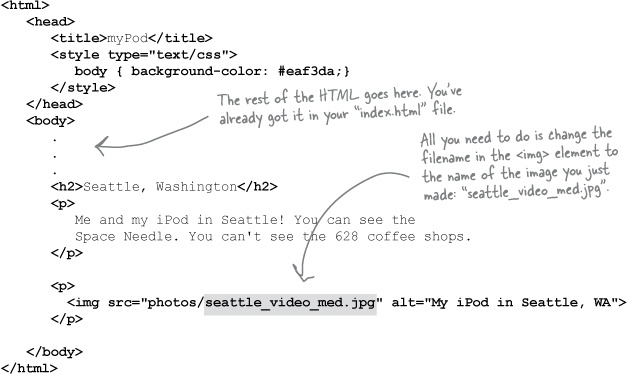 <html>
<head>
<title>myPod</title>
<style type="text/css">
body { background-color: #eaf3da;}
</style>
</head>
<body>
The rest of the HTML goes here. You've
already got it in your "index.html" file.
.
.
.
All you need to do is change the
filename in the <img> element to
the name of the image you just
made: "seattle_video_med.jpg".
<h2>Seattle, Washington</h2>
<p>
Me and my iPod in Seattle! You can see the
Space Needle. You can't see the 628 coffee shops.
</p>
<p>
<img src="photos/seattle_video_med.jpg" alt="My iPod in Seattle, WA">
</p>
</body>
</html>